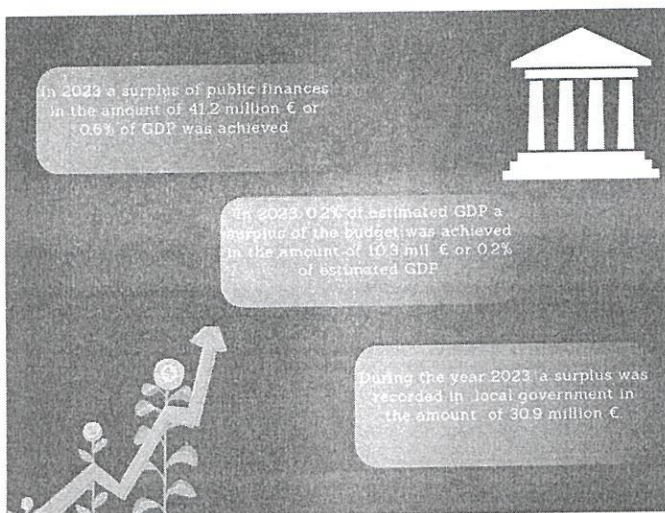 In 2023 a surplus of public finances
in the amount of 41.2 million € or
0.6% of GDP was achieved
In 2023, 0.2% of estimated GDP a
surplus of the budget was achieved
in the amount of 10.3 mil € or 0.2%
of estimated GDP
During the year 2023 a surplus was
recorded in local government in
the amount of 30.9 million €.